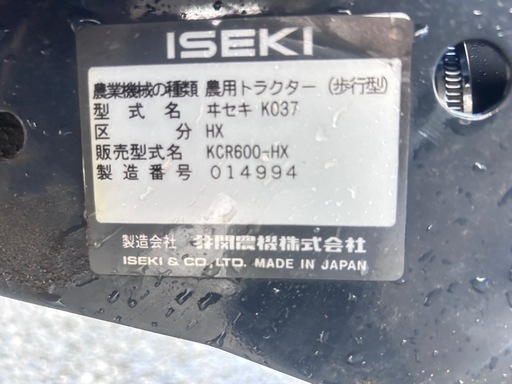 ISEKI
農業機械の種類 農用トラクター (歩行型)
型式名 ヰセキ K037
区分 HX
販売型式名 KCR600-HX
製造番号 014994
製造会社 井関農機株式会社
ISEKI & CO., LTD. MADE IN JAPAN